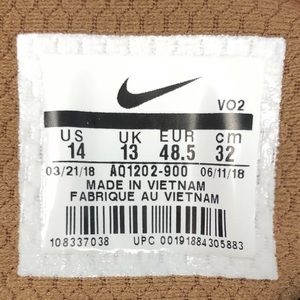 VO2
US UK EUR cm
14 13 48.5 32
03/21/18 AQ1202-900 06/11/18
MADE IN VIETNAM
FABRIQUE AU VIETNAM
108337038 UPC 00191884305883